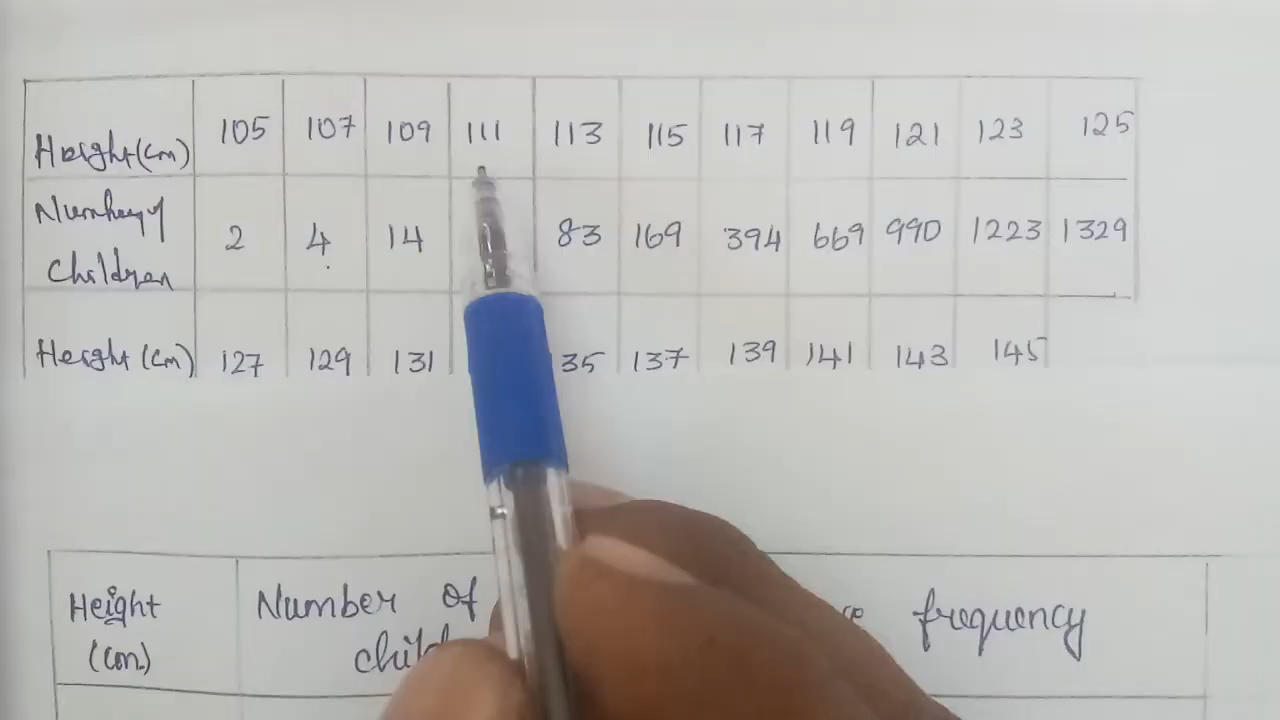 Height (cm) 105 107 109 111 113 115 117 119 121 123 125
Number of
Children 2 4 14 83 169 394 669 990 1223 1329
Height (cm) 127 129 131 35 137 139 141 143 145
Height Number of frequency
(cm)